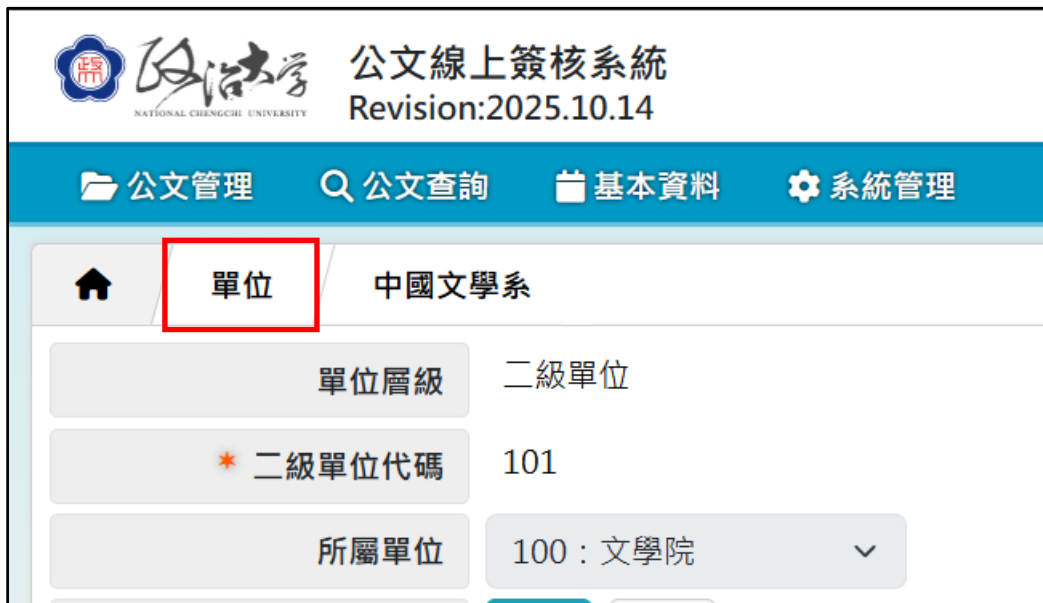 政
政治大學
NATIONAL CHENGCHI UNIVERSITY
公文線上簽核系統
Revision:2025.10.14
公文管理 公文查詢 基本資料 系統管理
單位 中國文學系
單位層級 二級單位
* 二級單位代碼 101
所屬單位 100：文學院